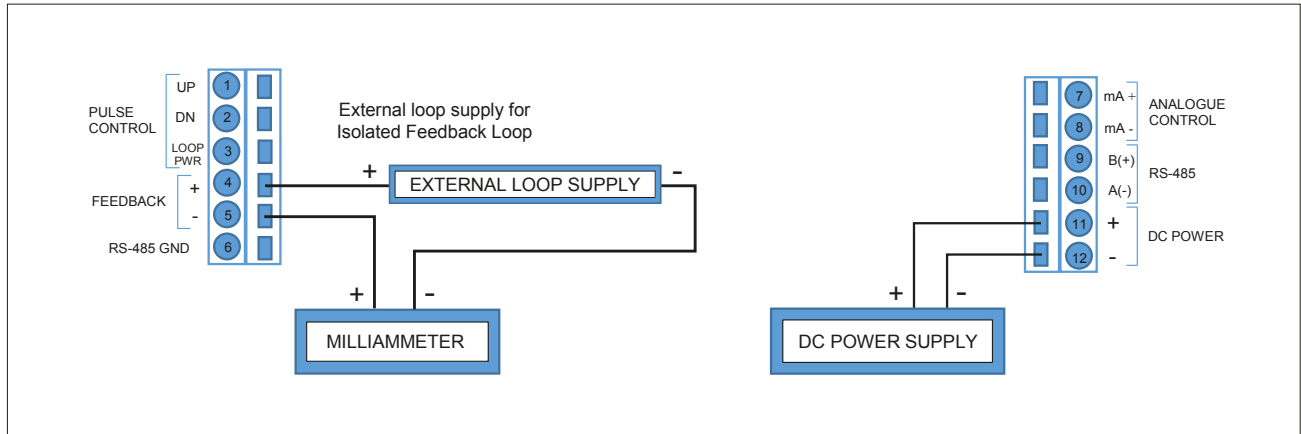 PULSE
CONTROL
UP
1
DN
2
LOOP
PWR
3
FEEDBACK
+
4
-
5
RS-485 GND
6
External loop supply for
Isolated Feedback Loop
+
EXTERNAL LOOP SUPPLY
-
+
-
MILLIAMMETER
7
mA +
8
mA -
ANALOGUE
CONTROL
9
B(+)
10
A(-)
RS-485
11
+
12
-
DC POWER
+
-
DC POWER SUPPLY